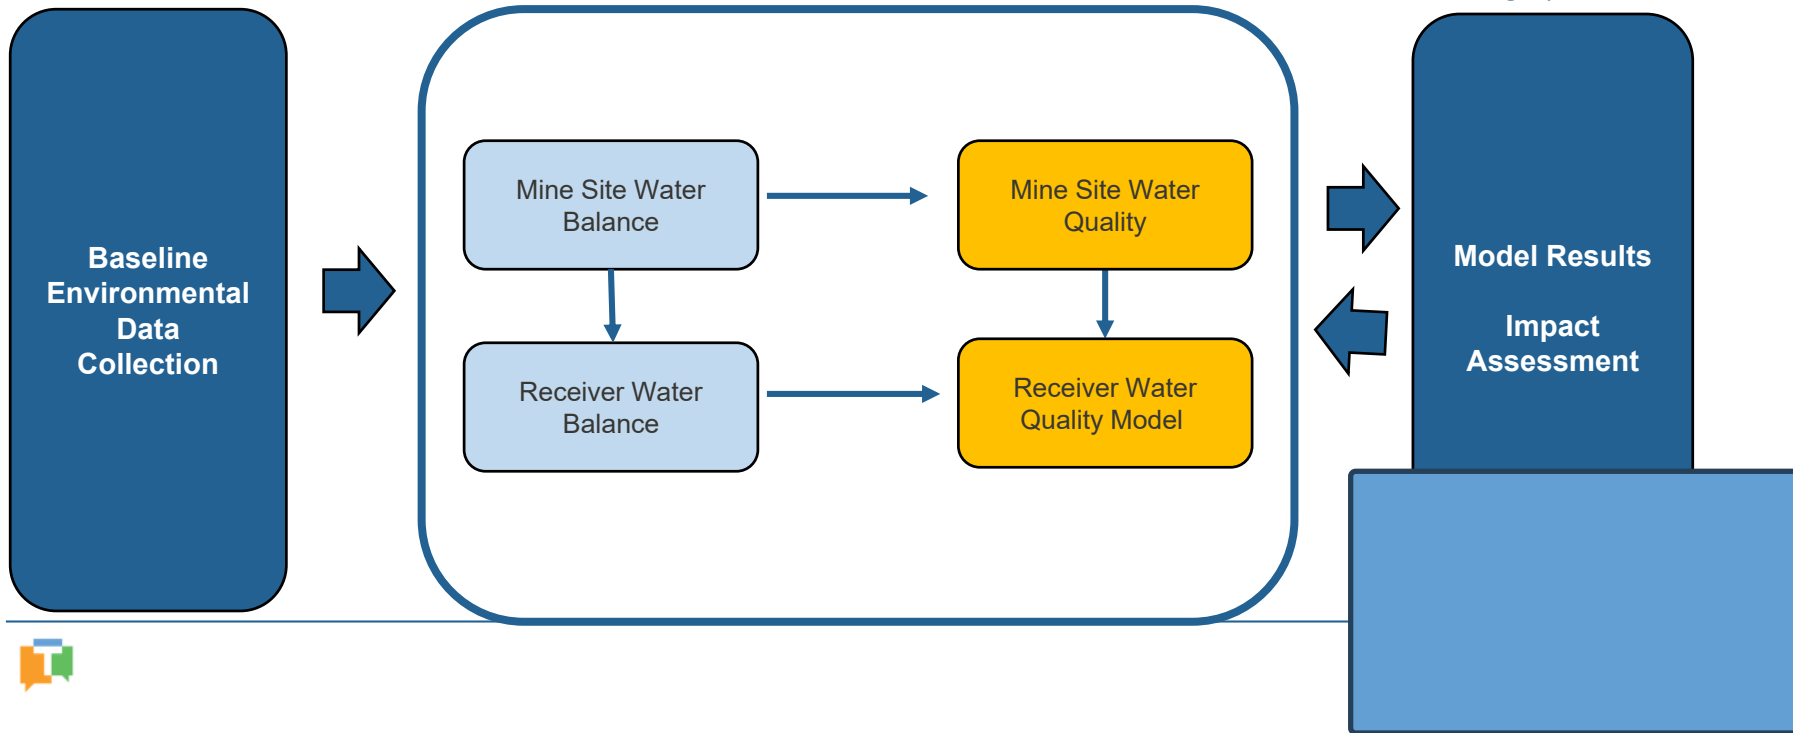 Baseline
Environmental
Data
Collection
Mine Site Water
Balance
Mine Site Water
Quality
Receiver Water
Balance
Receiver Water
Quality Model
Model Results
Impact
Assessment